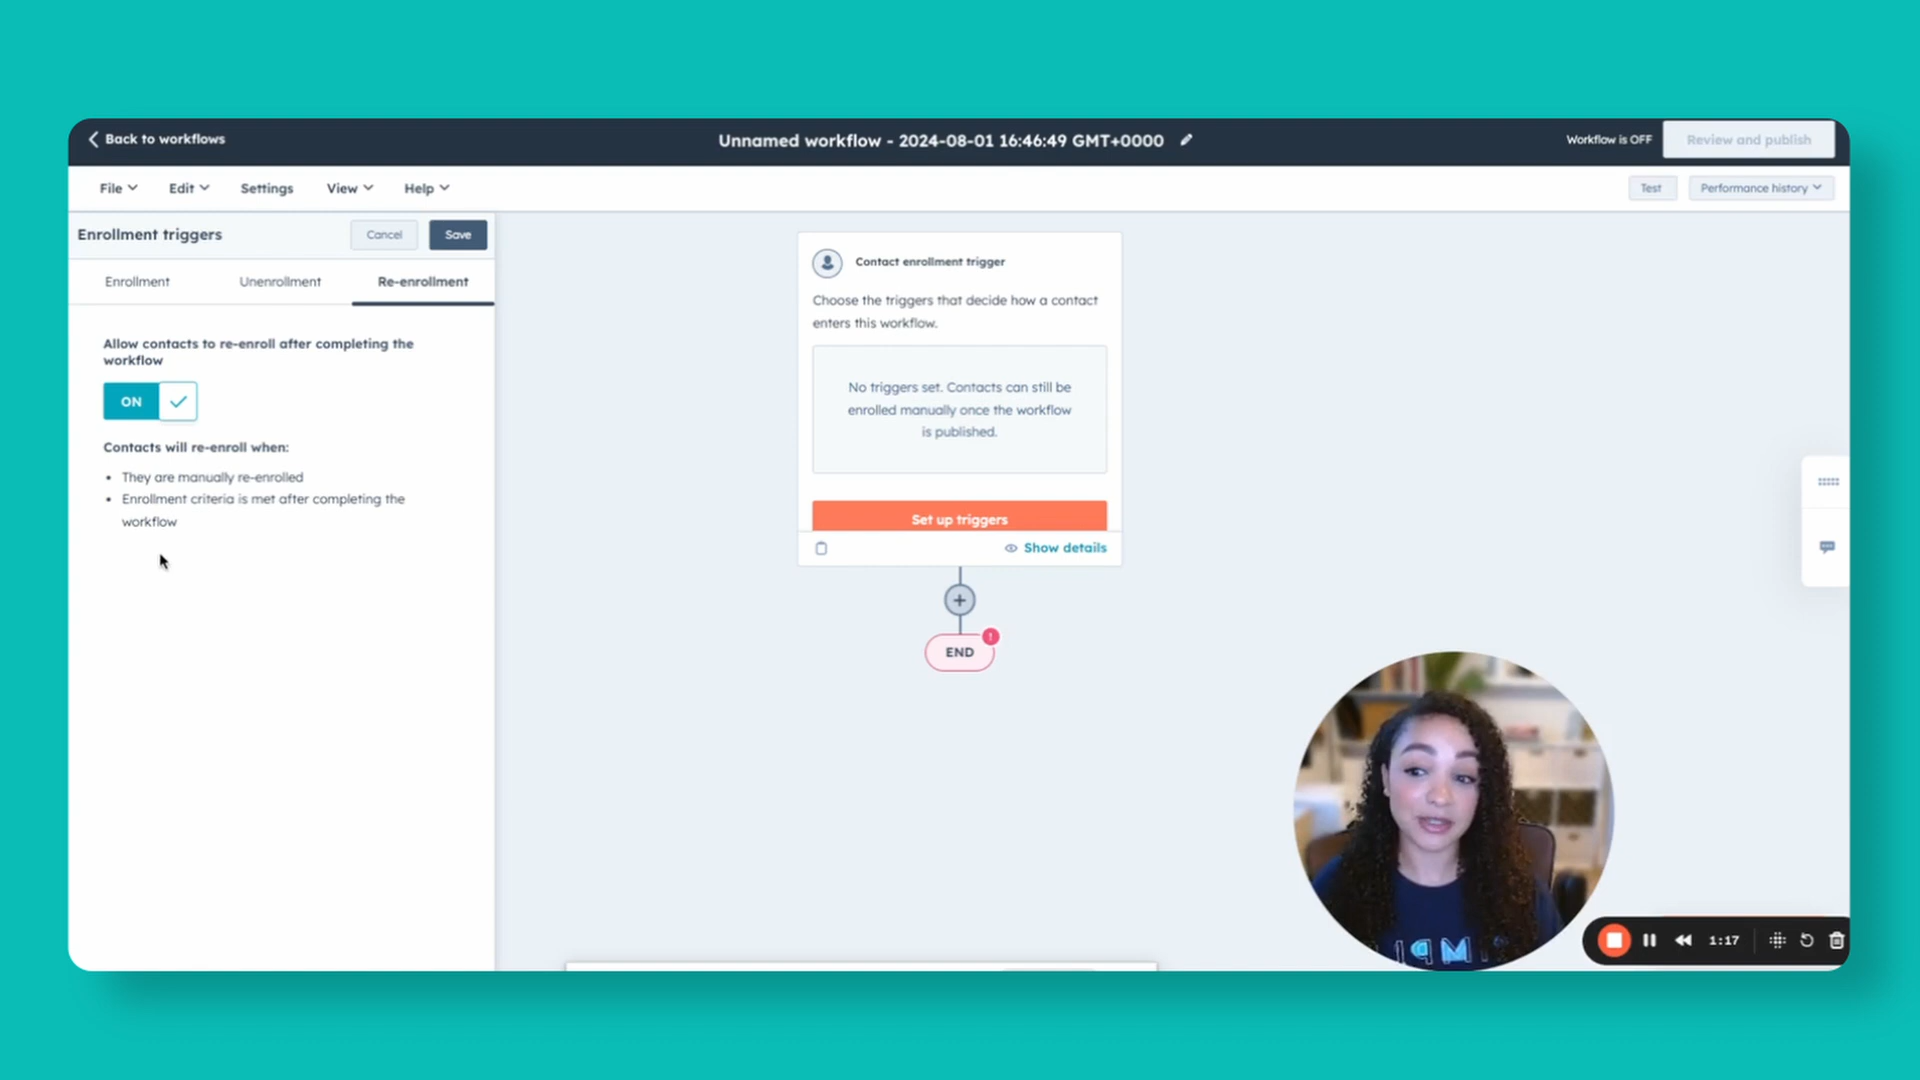 Back to workflows
Unnamed workflow - 2024-08-01 16:46:49 GMT+0000
Workflow is OFF
Review and publish
File
Edit
Settings
View
Help
Test
Performance history
Enrollment triggers
Cancel
Save
Enrollment
Unenrollment
Re-enrollment
Allow contacts to re-enroll after completing the
workflow
ON
Contacts will re-enroll when:
• They are manually re-enrolled
• Enrollment criteria is met after completing the
workflow
Contact enrollment trigger
Choose the triggers that decide how a contact
enters this workflow.
No triggers set. Contacts can still be
enrolled manually once the workflow
is published.
Set up triggers
Show details
+
!
END
1:17